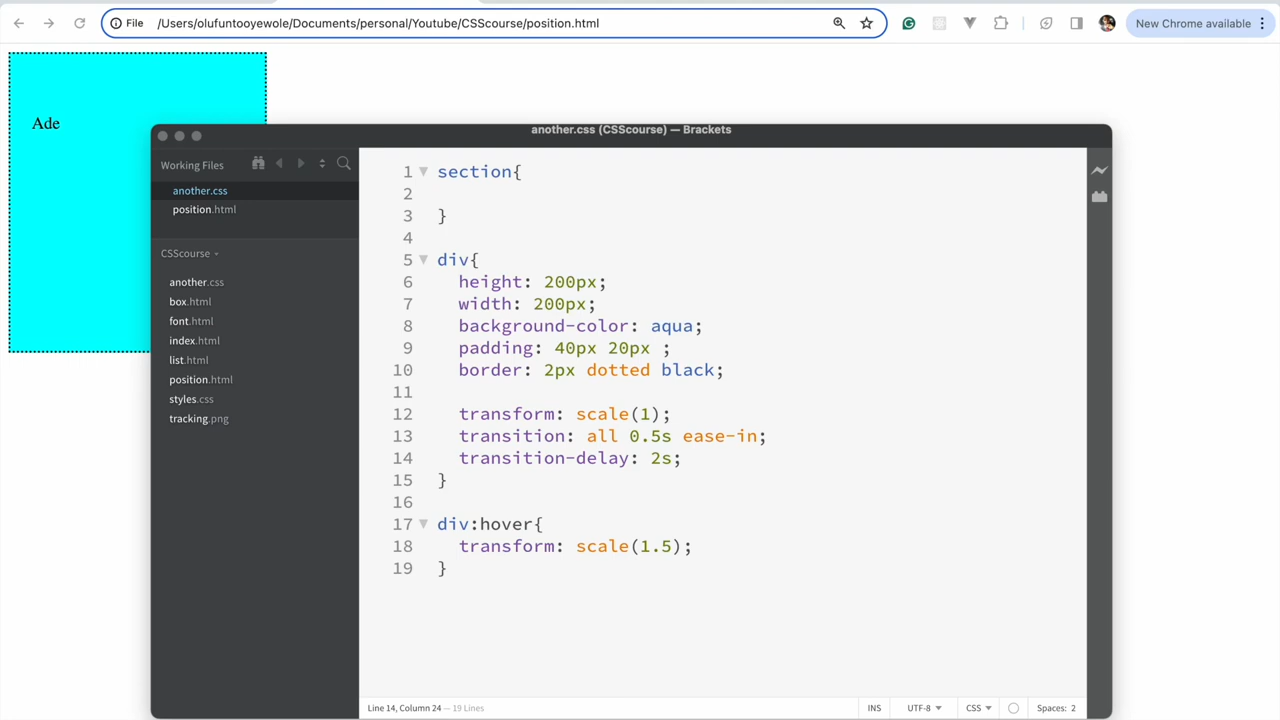 File /Users/olufuntooyewole/Documents/personal/Youtube/CSScourse/position.html
New Chrome available
Ade
another.css (CSScourse) — Brackets
Working Files
another.css
position.html
CSScourse
another.css
box.html
font.html
index.html
list.html
position.html
styles.css
tracking.png
1 section{
2
3 }
4
5 div{
6 height: 200px;
7 width: 200px;
8 background-color: aqua;
9 padding: 40px 20px ;
10 border: 2px dotted black;
11
12 transform: scale(1);
13 transition: all 0.5s ease-in;
14 transition-delay: 2s;
15 }
16
17 div:hover{
18 transform: scale(1.5);
19 }
Line 14, Column 24 — 19 Lines
INS UTF-8 CSS Spaces: 2